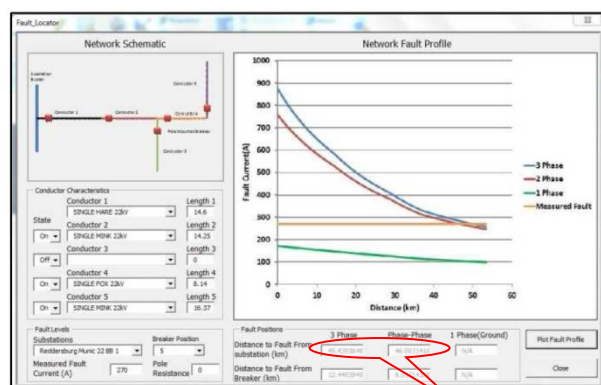 Fault_Locator
Network Schematic
Network Fault Profile
Conductor 1
Conductor 2
Conductor 3
Fault Current(A)
1000
900
800
700
600
500
400
300
200
100
0
0
10
20
30
40
50
60
Distance (km)
3 Phase
2 Phase
1 Phase
Measured Fault
Conductor Characteristics
State
Conductor 1
Length 1
SINGLE HARE 22kV
14.6
Conductor 2
Length 2
On
SINGLE MINK 22kV
14.25
Conductor 3
Length 3
Off
0
Conductor 4
Length 4
On
SINGLE FOX 22kV
8.14
Conductor 5
Length 5
On
SINGLE MINK 22kV
16.37
Fault Levels
Substations
Breaker Position
Reddersburg Munic 22 BB 1
5
Measured Fault Current (A)
270
Pole Resistance
0
Fault Positions
3 Phase
Phase-Phase
1 Phase(Ground)
Distance to Fault From
substation (km)
N/A
Distance to Fault From
Breaker (km)
N/A
Plot Fault Profile
Close